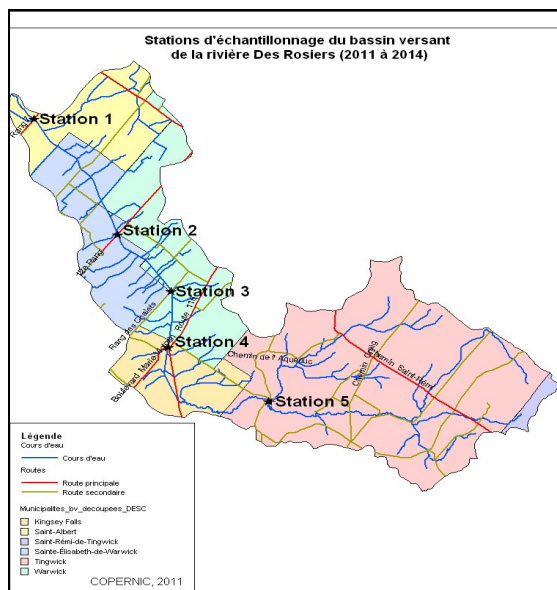 Stations d'échantillonnage du bassin versant
de la rivière Des Rosiers (2011 à 2014)
Station 1
Station 2
12e Rang
Station 3
Rang des Chalets
Route 116
Station 4
Boulevard
Chemin de l'Aqueduc
Chemin Craig
Chemin Saint-Rémi
Station 5
Légende
Cours d'eau
Cours d'eau
Routes
Route principale
Route secondaire
Municipalites_bv_decoupees_DESC
Kingsey Falls
Saint-Albert
Saint-Rémi-de-Tingwick
Sainte-Élisabeth-de-Warwick
Tingwick
Warwick
COPERNIC, 2011